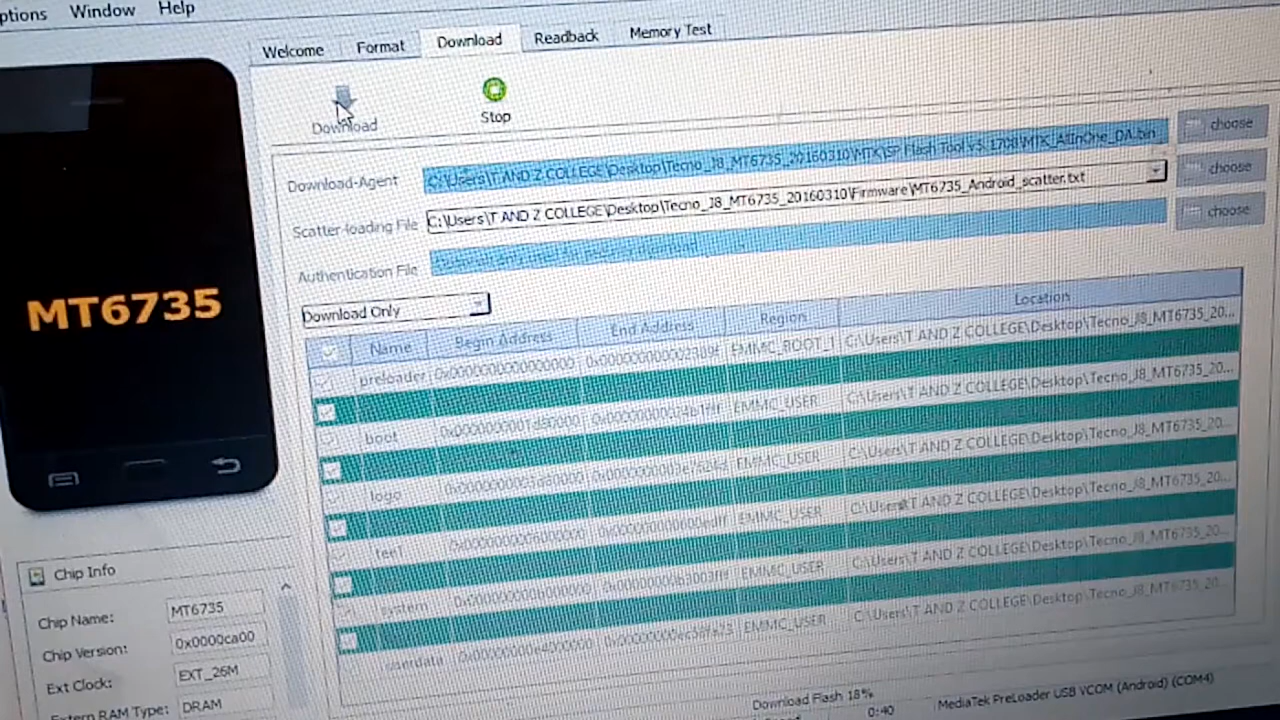 ptions Window Help
Welcome Format Download Readback Memory Test
Download Stop
Download-Agent C:\Users\T AND Z COLLEGE\Desktop\Tecno_J8_MT6735_20160310\MTK\SP Flash Tool v5.1708\MTK_AllInOne_DA.bin choose
Scatter-loading File C:\Users\T AND Z COLLEGE\Desktop\Tecno_J8_MT6735_20160310\Firmware\MT6735_Android_scatter.txt choose
Authentication File choose
Download Only
Name Begin Address End Address Region Location
preloader 0x0000000000000000 EMMC_BOOT_1 C:\Users\T AND Z COLLEGE\Desktop\Tecno_J8_MT6735_20...
EMMC_USER C:\Users\T AND Z COLLEGE\Desktop\Tecno_J8_MT6735_20...
boot
EMMC_USER C:\Users\T AND Z COLLEGE\Desktop\Tecno_J8_MT6735_20...
logo
EMMC_USER C:\Users\T AND Z COLLEGE\Desktop\Tecno_J8_MT6735_20...
tee1
EMMC_USER C:\Users\T AND Z COLLEGE\Desktop\Tecno_J8_MT6735_20...
system
EMMC_USER C:\Users\T AND Z COLLEGE\Desktop\Tecno_J8_MT6735_20...
userdata
MT6735
Chip Info
Chip Name: MT6735
Chip Version: 0x0000ca00
Ext Clock: EXT_26M
Extern RAM Type: DRAM
Download Flash 18%
0:40 MediaTek PreLoader USB VCOM (Android) (COM4)